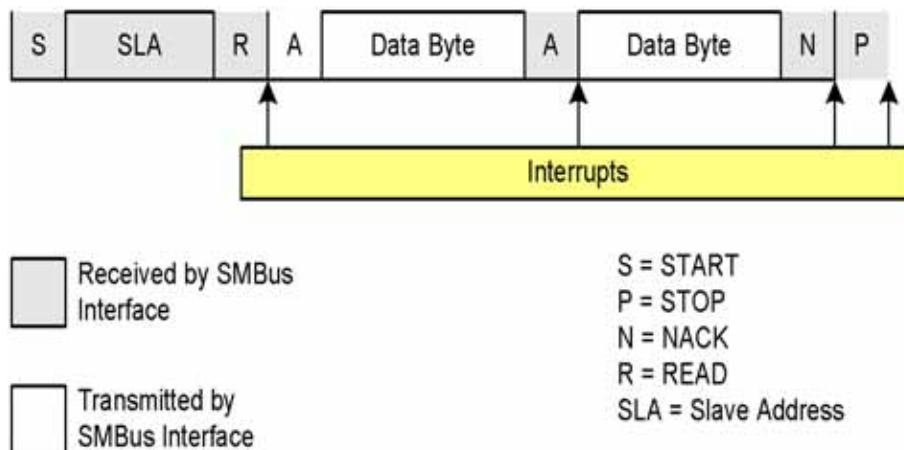 S SLA R A Data Byte A Data Byte N P
Interrupts
Received by SMBus
Interface
Transmitted by
SMBus Interface
S = START
P = STOP
N = NACK
R = READ
SLA = Slave Address